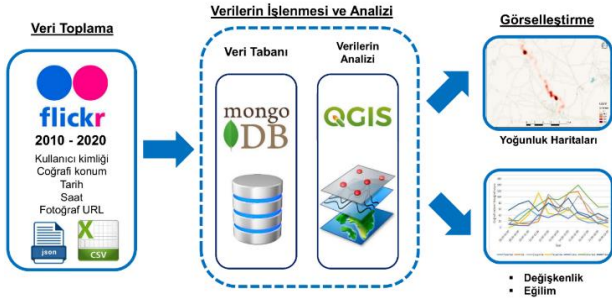 Veri Toplama
flickr
2010 - 2020
Kullanıcı kimliği
Coğrafi konum
Tarih
Saat
Fotoğraf URL
json
CSV
Verilerin İşlenmesi ve Analizi
Veri Tabanı
mongo
DB
Verilerin
Analizi
QGIS
Görselleştirme
Yoğunluk Haritaları
Değişkenlik
Eğilim